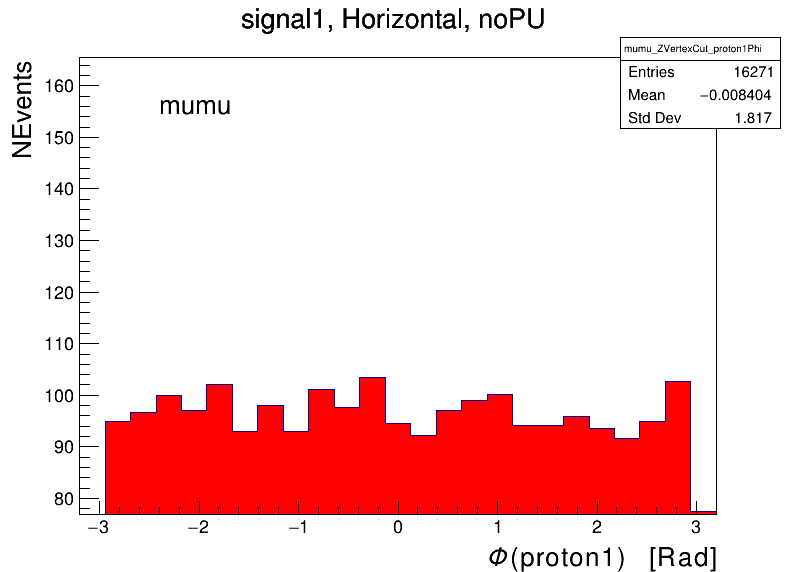 signal1, Horizontal, noPU
mumu_ZVertexCut_proton1Phi
Entries 16271
Mean −0.008404
Std Dev 1.817
NEvents
mumu
160
150
140
130
120
110
100
90
80
−3 −2 −1 0 1 2 3
Φ(proton1) [Rad]